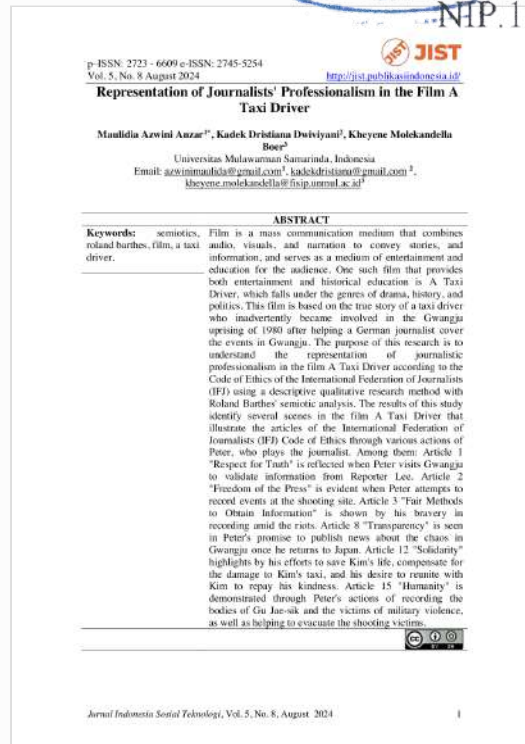 NIP. 1
JIST JIST
p–ISSN: 2723 - 6609 e-ISSN: 2745-5254
Vol. 5, No. 8 August 2024 http://jist.publikasiindonesia.id/
Representation of Journalists' Professionalism in the Film A
Taxi Driver
Maulidia Azwini Anzar1*, Kadek Dristiana Dwiviyani2, Kheyene Molekandella
Boer3
Universitas Mulawarman Samarinda, Indonesia
Email: azwinimaulida@gmail.com1, kadekdristiana@gmail.com 2,
kheyene.molekandella@fisip.unmul.ac.id3
ABSTRACT
Keywords: semiotics,
roland barthes, film, a taxi
driver.
Film is a mass communication medium that combines
audio, visuals, and narration to convey stories, and
information, and serves as a medium of entertainment and
education for the audience. One such film that provides
both entertainment and historical education is A Taxi
Driver, which falls under the genres of drama, history, and
politics. This film is based on the true story of a taxi driver
who inadvertently became involved in the Gwangju
uprising of 1980 after helping a German journalist cover
the events in Gwangju. The purpose of this research is to
understand the representation of journalistic
professionalism in the film A Taxi Driver according to the
Code of Ethics of the International Federation of Journalists
(IFJ) using a descriptive qualitative research method with
Roland Barthes' semiotic analysis. The results of this study
identify several scenes in the film A Taxi Driver that
illustrate the articles of the International Federation of
Journalists (IFJ) Code of Ethics through various actions of
Peter, who plays the journalist. Among them: Article 1
"Respect for Truth" is reflected when Peter visits Gwangju
to validate information from Reporter Lee. Article 2
"Freedom of the Press" is evident when Peter attempts to
record events at the shooting site. Article 3 "Fair Methods
to Obtain Information" is shown by his bravery in
recording amid the riots. Article 8 "Transparency" is seen
in Peter's promise to publish news about the chaos in
Gwangju once he returns to Japan. Article 12 "Solidarity"
highlights by his efforts to save Kim's life, compensate for
the damage to Kim's taxi, and his desire to reunite with
Kim to repay his kindness. Article 15 "Humanity" is
demonstrated through Peter's actions of recording the
bodies of Gu Jae-sik and the victims of military violence,
as well as helping to evacuate the shooting victims.
cc
BY SA
Jurnal Indonesia Sosial Teknologi, Vol. 5, No. 8, August 2024 1